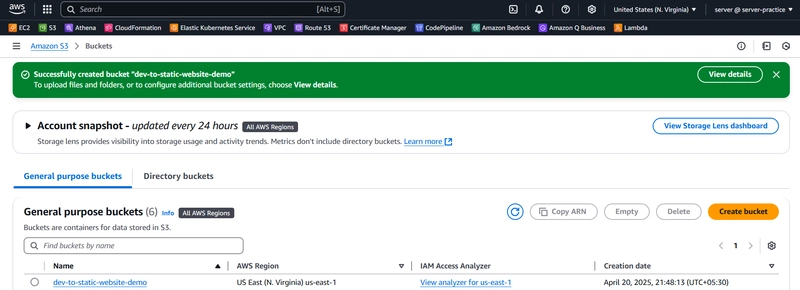 aws Search [Alt+S] United States (N. Virginia) server @ server-practice
EC2 S3 Athena CloudFormation Elastic Kubernetes Service VPC Route 53 Certificate Manager CodePipeline Amazon Bedrock Amazon Q Business Lambda
Amazon S3 > Buckets
Successfully created bucket "dev-to-static-website-demo"
To upload files and folders, or to configure additional bucket settings, choose View details.
View details
Account snapshot - updated every 24 hours All AWS Regions
Storage lens provides visibility into storage usage and activity trends. Metrics don't include directory buckets. Learn more
View Storage Lens dashboard
General purpose buckets Directory buckets
General purpose buckets (6) Info All AWS Regions
Buckets are containers for data stored in S3.
Copy ARN Empty Delete Create bucket
Find buckets by name
1
Name AWS Region IAM Access Analyzer Creation date
dev-to-static-website-demo US East (N. Virginia) us-east-1 View analyzer for us-east-1 April 20, 2025, 21:48:13 (UTC+05:30)